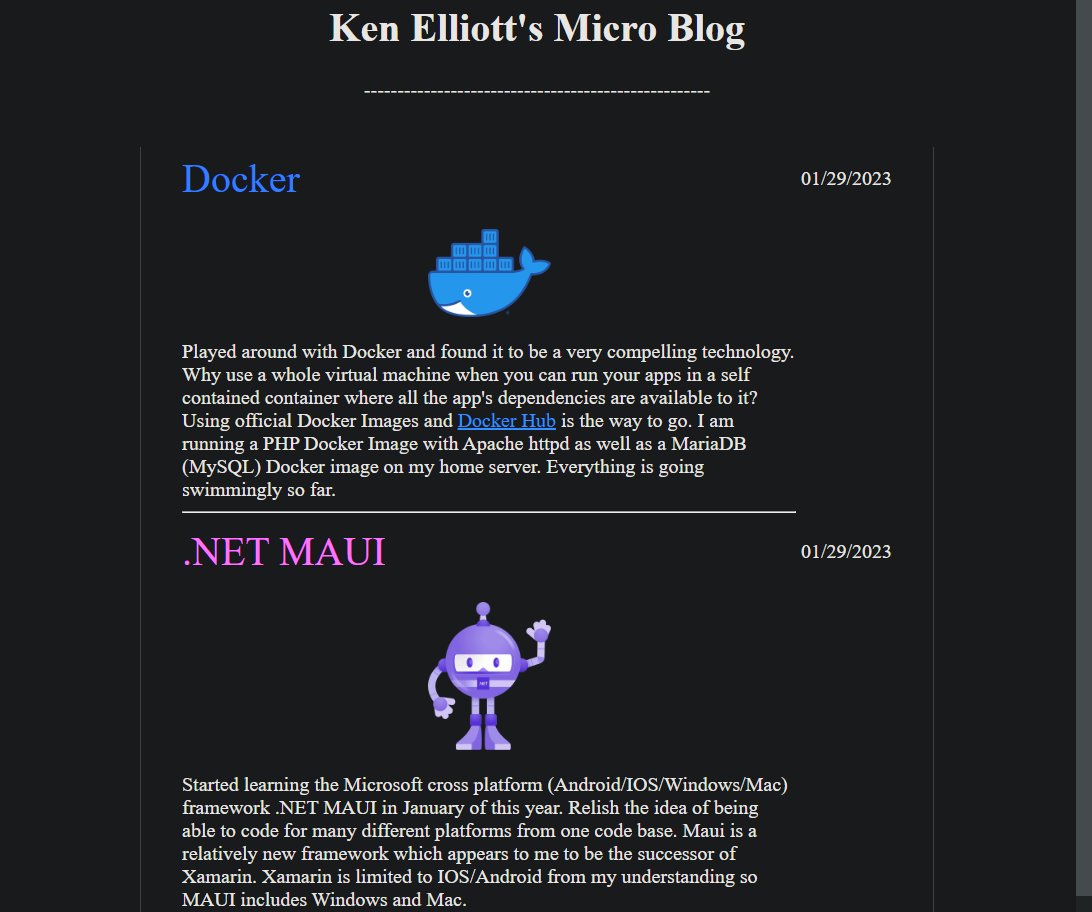 Ken Elliott's Micro Blog
----------------------------------------------------
Docker
01/29/2023
Played around with Docker and found it to be a very compelling technology.
Why use a whole virtual machine when you can run your apps in a self
contained container where all the app's dependencies are available to it?
Using official Docker Images and Docker Hub is the way to go. I am
running a PHP Docker Image with Apache httpd as well as a MariaDB
(MySQL) Docker image on my home server. Everything is going
swimmingly so far.
.NET MAUI
01/29/2023
.NET
Started learning the Microsoft cross platform (Android/IOS/Windows/Mac)
framework .NET MAUI in January of this year. Relish the idea of being
able to code for many different platforms from one code base. Maui is a
relatively new framework which appears to me to be the successor of
Xamarin. Xamarin is limited to IOS/Android from my understanding so
MAUI includes Windows and Mac.